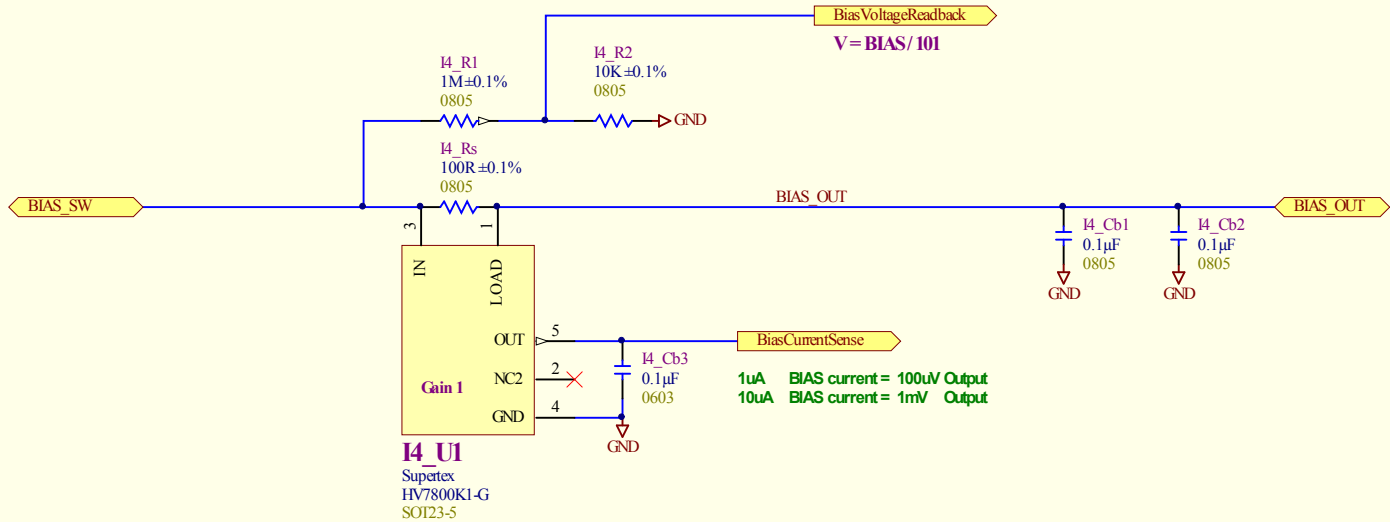 BiasVoltageReadback
V = BIAS / 101
I4_R1
1M±0.1%
0805
I4_R2
10K±0.1%
0805
GND
I4_Rs
100R±0.1%
0805
BIAS_SW
BIAS_OUT
BIAS_OUT
3
1
IN
LOAD
I4_Cb1
0.1µF
0805
GND
I4_Cb2
0.1µF
0805
GND
OUT
5
BiasCurrentSense
NC2
2
Gain 1
GND
4
I4_Cb3
0.1µF
0603
GND
1uA BIAS current = 100uV Output
10uA BIAS current = 1mV Output
I4_U1
Supertex
HV7800K1-G
SOT23-5